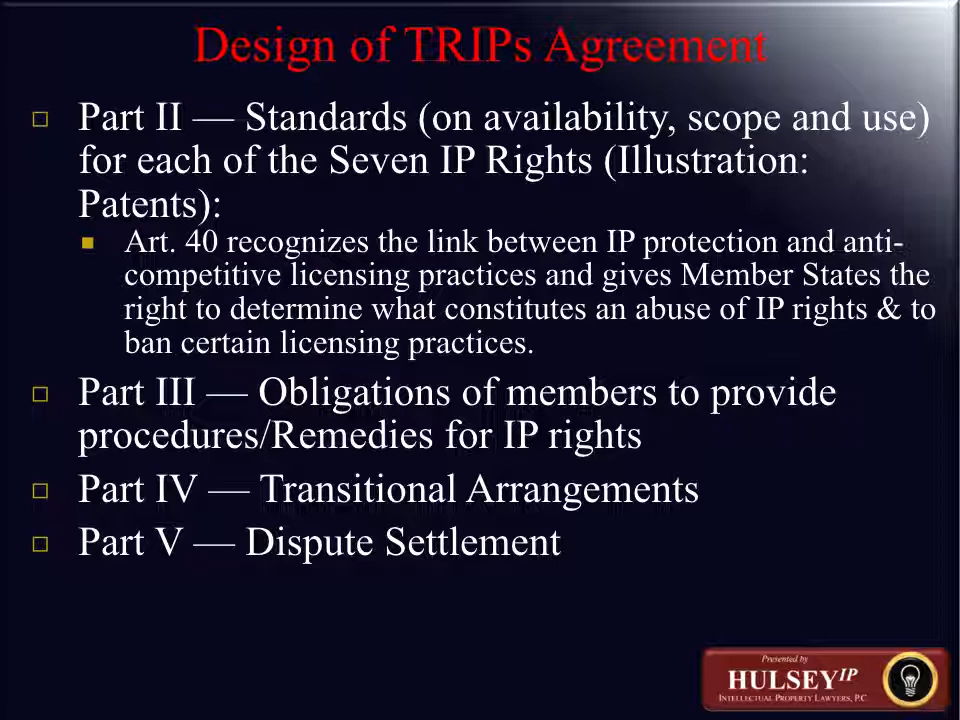 Design of TRIPs Agreement
Part II — Standards (on availability, scope and use)
for each of the Seven IP Rights (Illustration:
Patents):
Art. 40 recognizes the link between IP protection and anti-
competitive licensing practices and gives Member States the
right to determine what constitutes an abuse of IP rights & to
ban certain licensing practices.
Part III — Obligations of members to provide
procedures/Remedies for IP rights
Part IV — Transitional Arrangements
Part V — Dispute Settlement
Presented by
HULSEY IP
INTELLECTUAL PROPERTY LAWYERS, P.C.